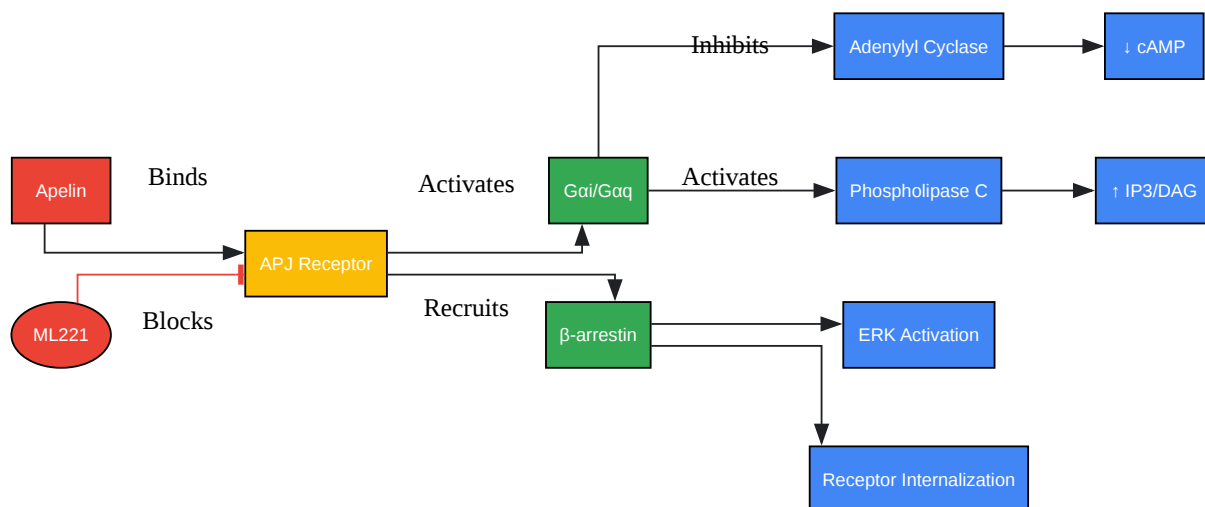 Inhibits
Adenylyl Cyclase
↓ cAMP
Apelin
Binds
Activates
Gαi/Gαq
Activates
Phospholipase C
↑ IP3/DAG
APJ Receptor
ML221
Blocks
Recruits
β-arrestin
ERK Activation
Receptor Internalization